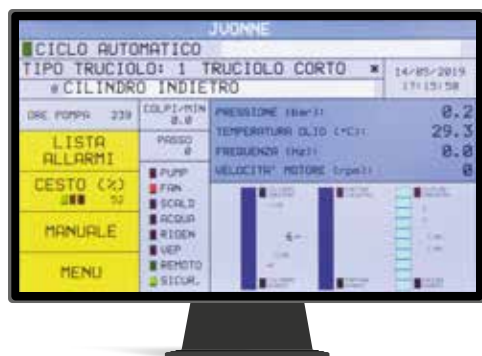 JVONNE
CICLO AUTOMATICO
TIPO TRUCIOLO: 1 TRUCIOLO CORTO
0 CILINDRO INDIETRO
14/05/2019
17:15:58
ORE POMPA 239
COLPI/MIN
0.0
PASSO
0
PRESSIONE (bar): 0.2
TEMPERATURA OLIO (°C): 29.3
FREQUENZA (Hz): 0.0
VELOCITA' MOTORE (rpm): 0
LISTA
ALLARMI
CESTO (%)
MANUALE
MENU
PUMP
FAN
SCALD
ACQUA
RIGEN
VEP
REMOTO
SICUR.